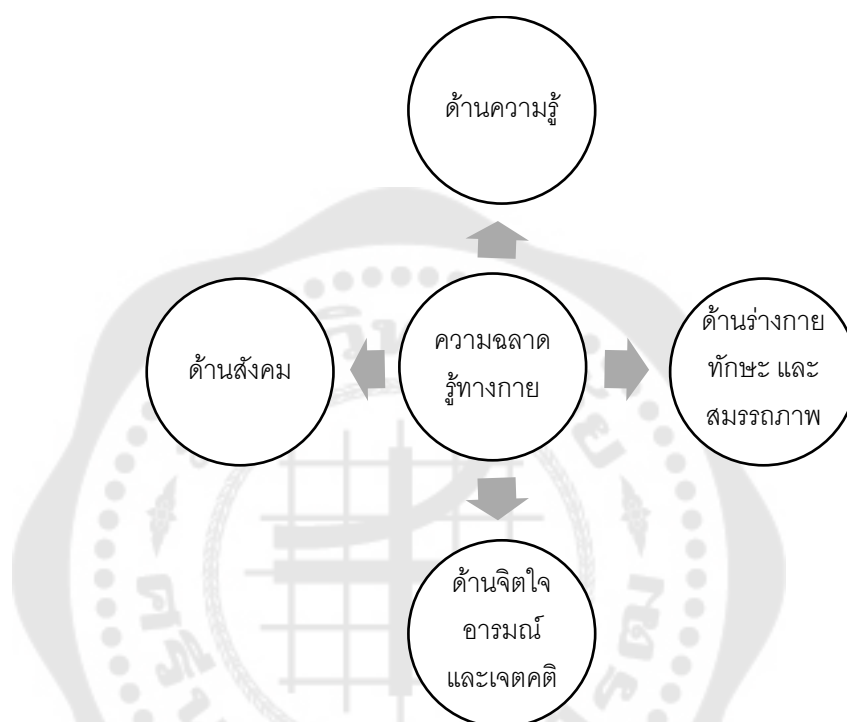 ด้านความรู้
ด้านสังคม
ความฉลาด
รู้ทางกาย
ด้านร่างกาย
ทักษะ และ
สมรรถภาพ
ด้านจิตใจ
อารมณ์
และเจตคติ